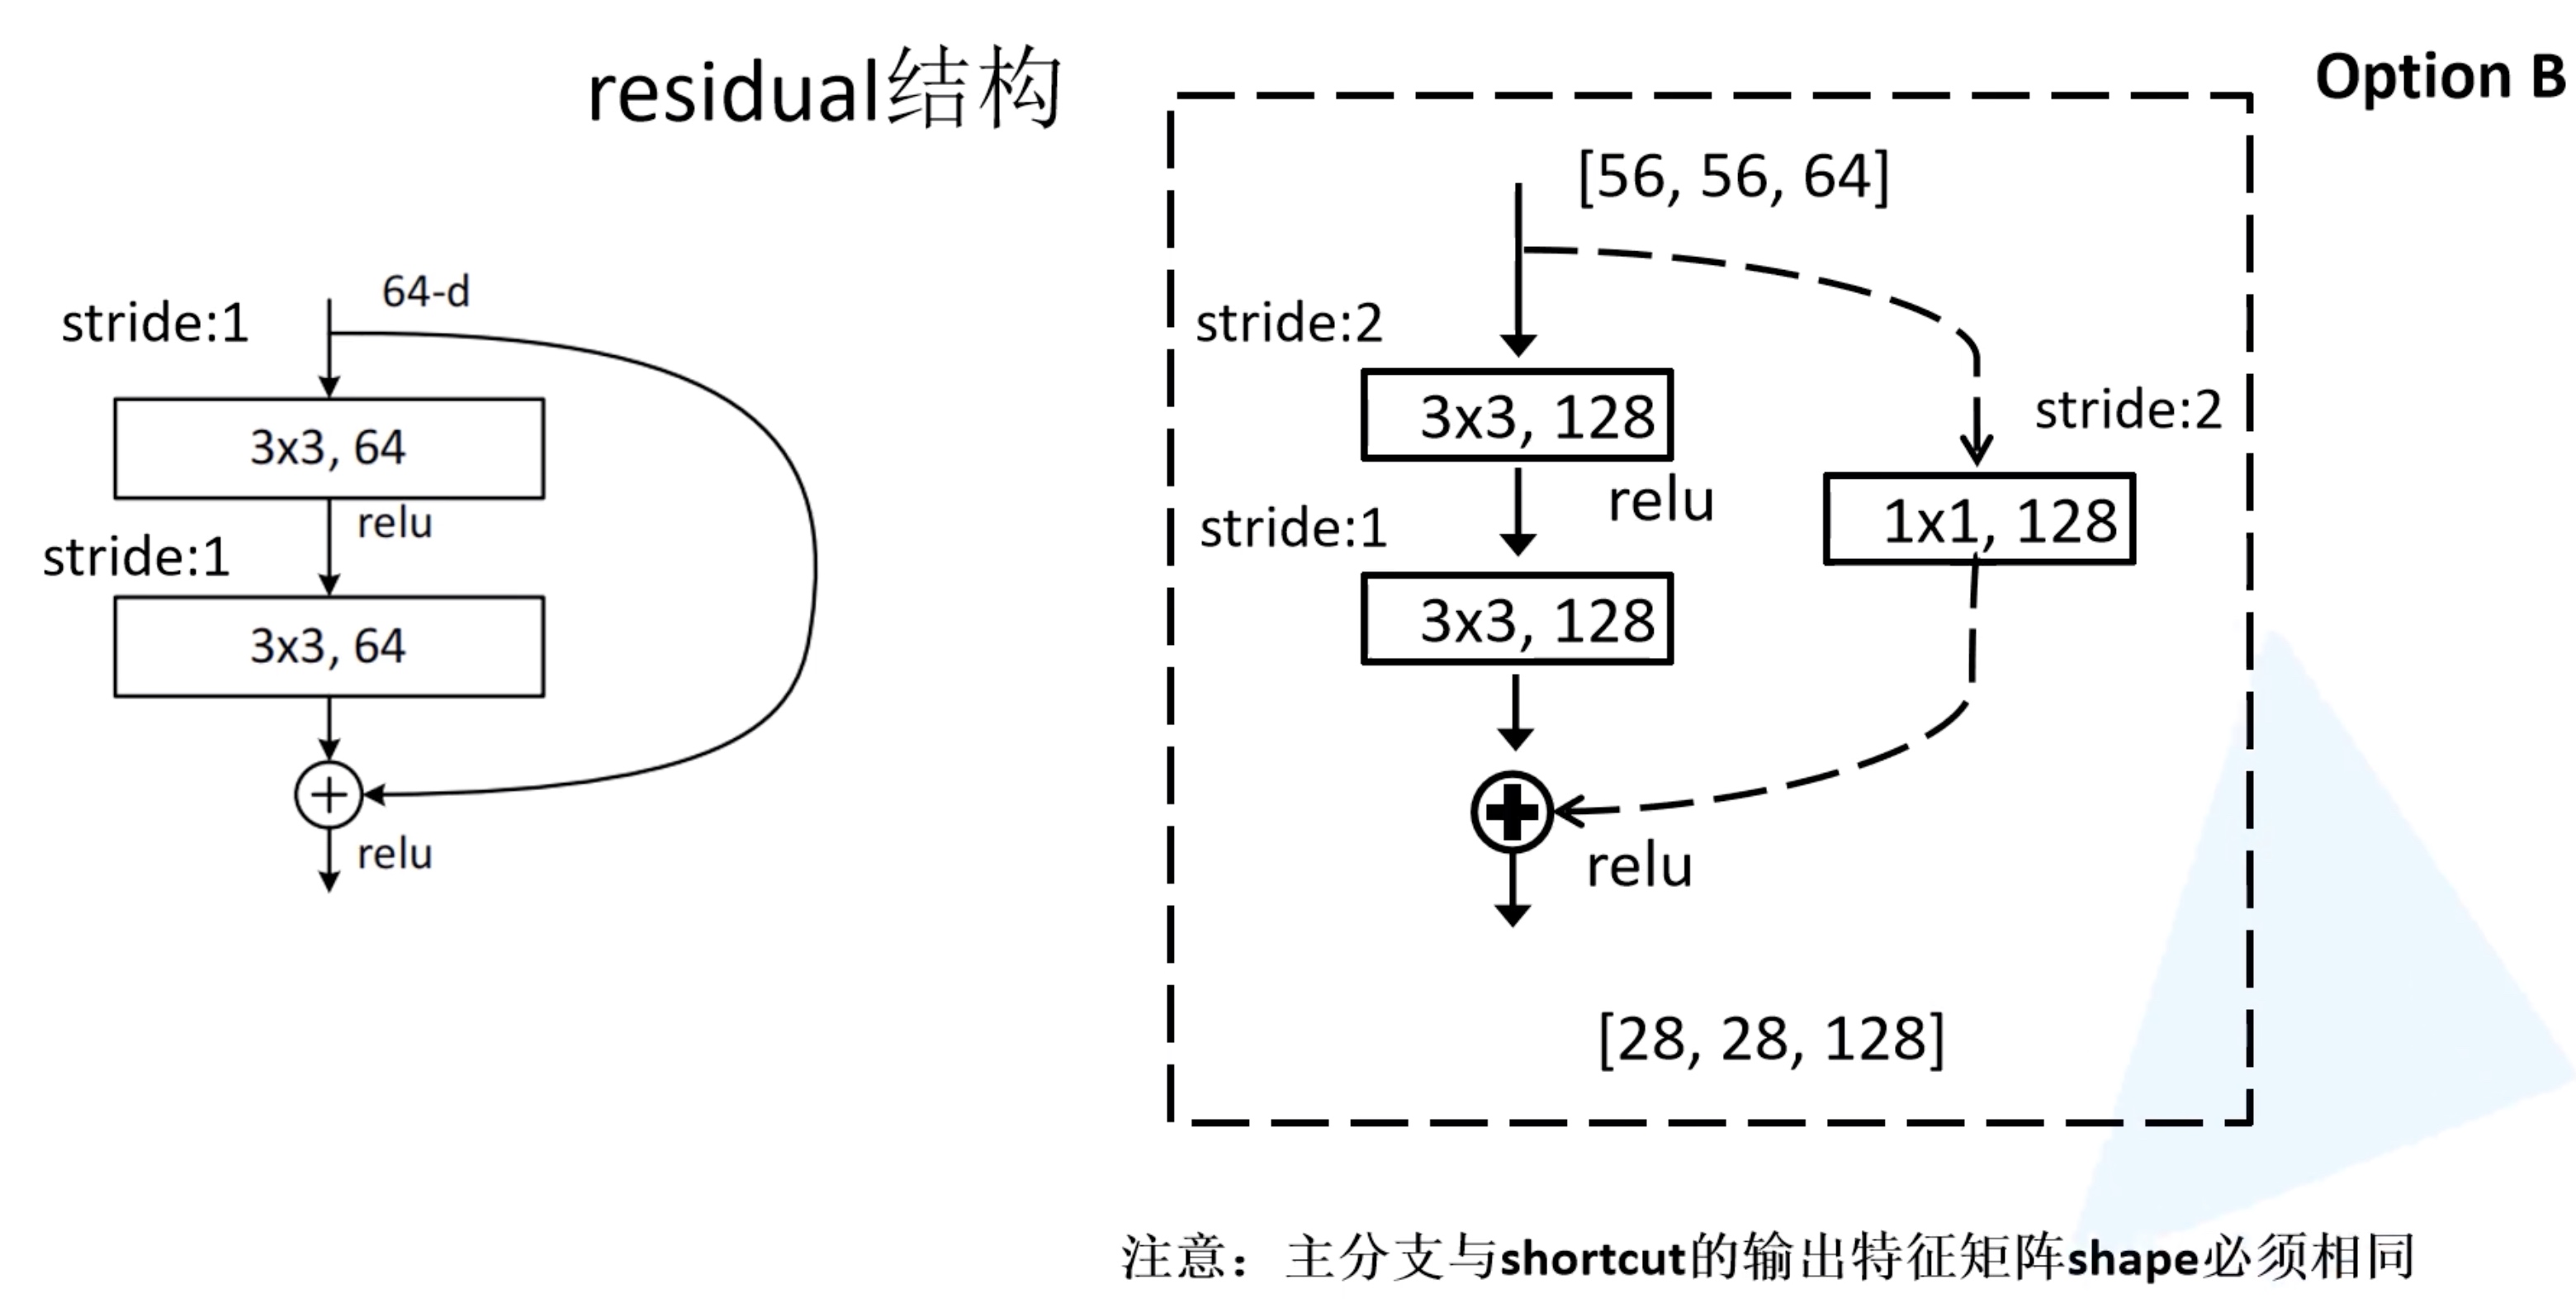 residual结构
Option B
64-d
stride:1
3x3, 64
relu
stride:1
3x3, 64
relu
[56, 56, 64]
stride:2
3x3, 128
stride:2
relu
1x1, 128
stride:1
3x3, 128
relu
[28, 28, 128]
注意：主分支与shortcut的输出特征矩阵shape必须相同